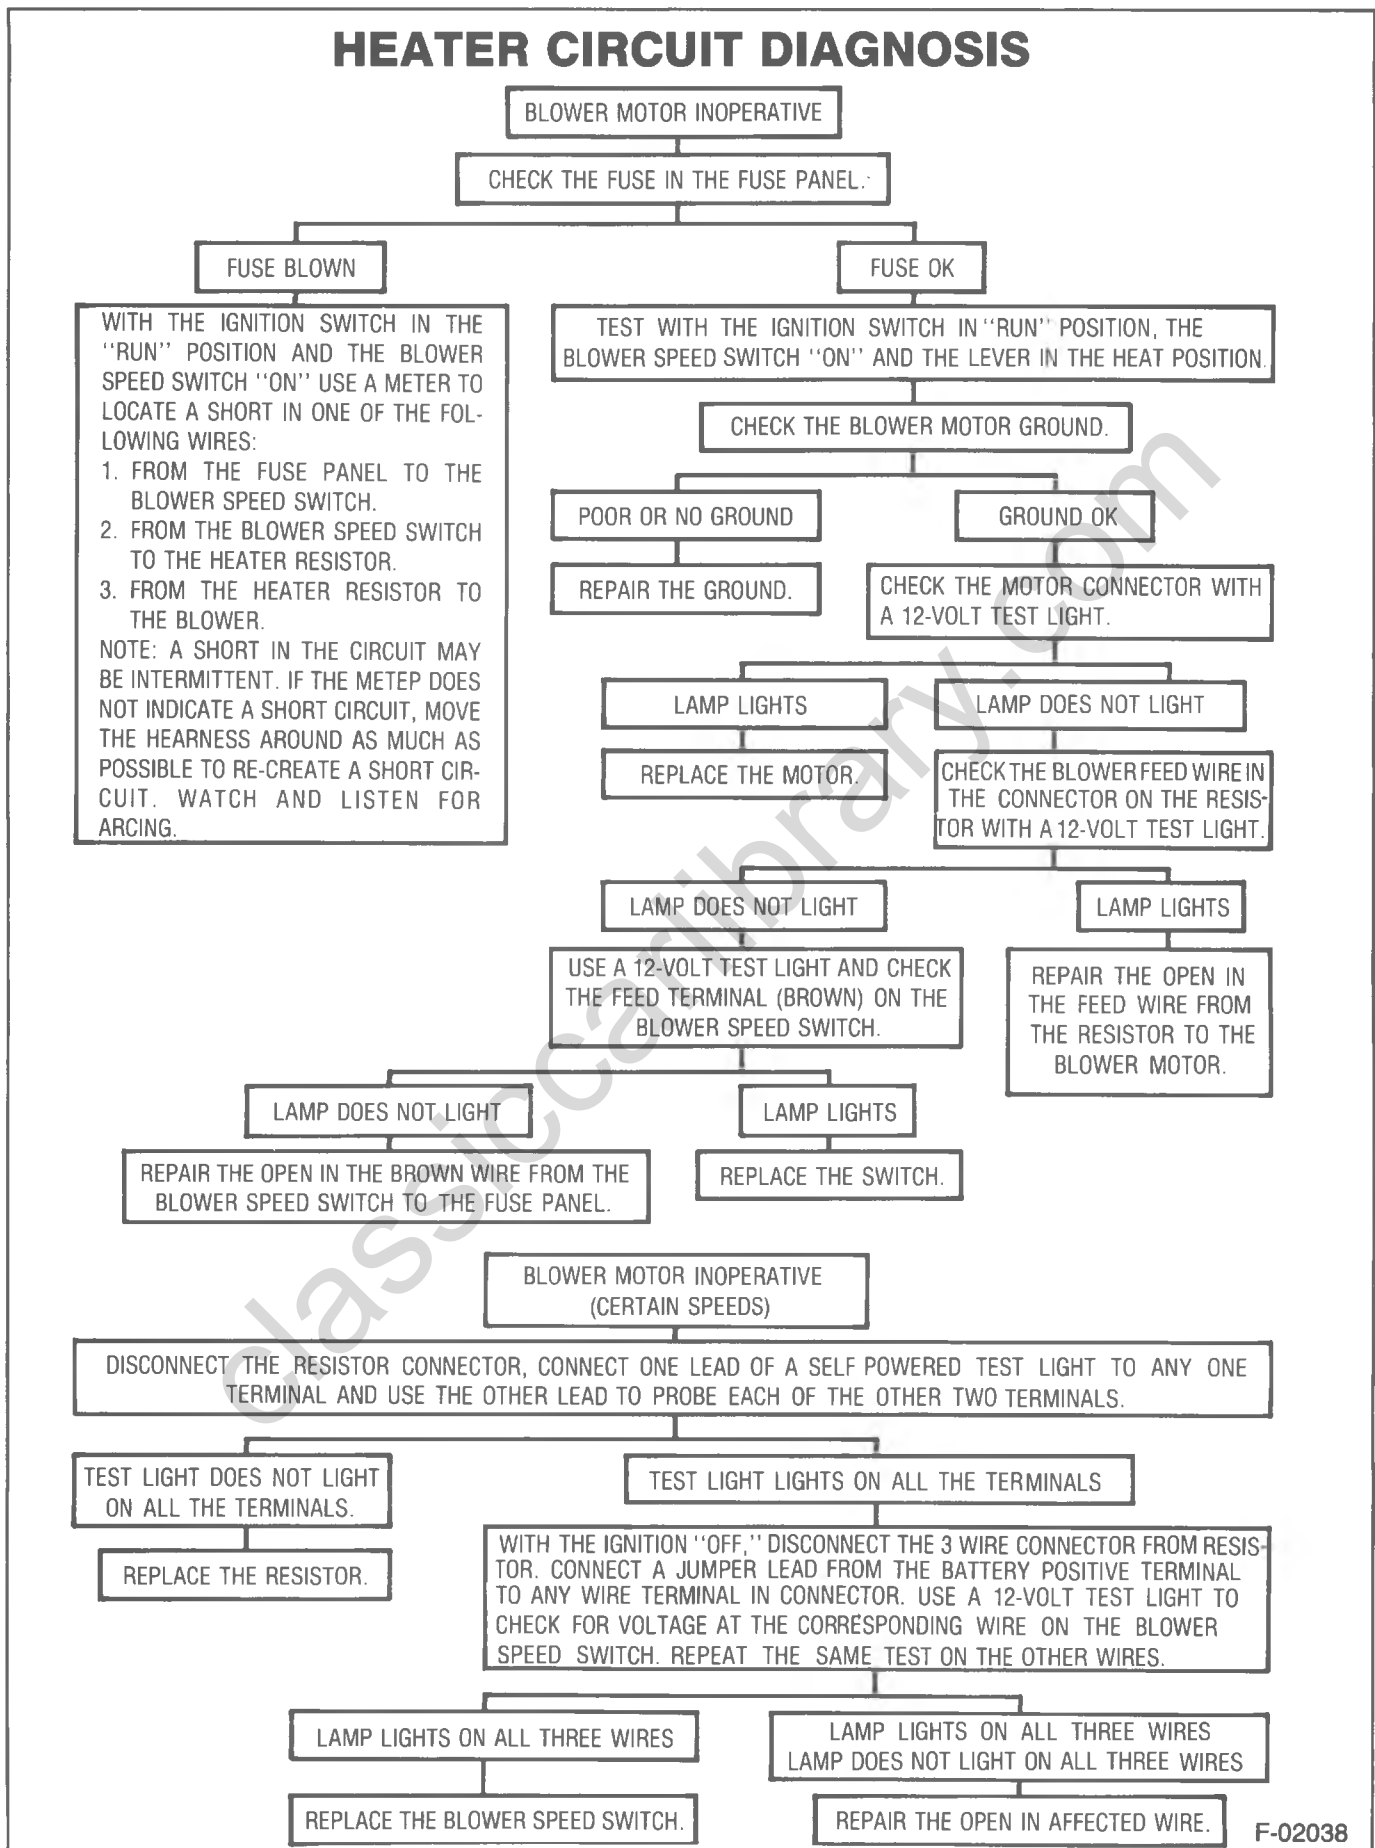 HEATER CIRCUIT DIAGNOSIS
BLOWER MOTOR INOPERATIVE
CHECK THE FUSE IN THE FUSE PANEL.
FUSE BLOWN
FUSE OK
WITH THE IGNITION SWITCH IN THE
"RUN" POSITION AND THE BLOWER
SPEED SWITCH "ON" USE A METER TO
LOCATE A SHORT IN ONE OF THE FOL-
LOWING WIRES:
1. FROM THE FUSE PANEL TO THE
BLOWER SPEED SWITCH.
2. FROM THE BLOWER SPEED SWITCH
TO THE HEATER RESISTOR.
3. FROM THE HEATER RESISTOR TO
THE BLOWER.
NOTE: A SHORT IN THE CIRCUIT MAY
BE INTERMITTENT. IF THE METEP DOES
NOT INDICATE A SHORT CIRCUIT, MOVE
THE HEARNESS AROUND AS MUCH AS
POSSIBLE TO RE-CREATE A SHORT CIR-
CUIT. WATCH AND LISTEN FOR
ARCING.
TEST WITH THE IGNITION SWITCH IN "RUN" POSITION, THE
BLOWER SPEED SWITCH "ON" AND THE LEVER IN THE HEAT POSITION.
CHECK THE BLOWER MOTOR GROUND.
POOR OR NO GROUND
GROUND OK
REPAIR THE GROUND.
CHECK THE MOTOR CONNECTOR WITH
A 12-VOLT TEST LIGHT.
LAMP LIGHTS
LAMP DOES NOT LIGHT
REPLACE THE MOTOR.
CHECK THE BLOWER FEED WIRE IN
THE CONNECTOR ON THE RESIS-
TOR WITH A 12-VOLT TEST LIGHT.
LAMP DOES NOT LIGHT
LAMP LIGHTS
USE A 12-VOLT TEST LIGHT AND CHECK
THE FEED TERMINAL (BROWN) ON THE
BLOWER SPEED SWITCH.
REPAIR THE OPEN IN
THE FEED WIRE FROM
THE RESISTOR TO THE
BLOWER MOTOR.
LAMP DOES NOT LIGHT
LAMP LIGHTS
REPAIR THE OPEN IN THE BROWN WIRE FROM THE
BLOWER SPEED SWITCH TO THE FUSE PANEL.
REPLACE THE SWITCH.
BLOWER MOTOR INOPERATIVE
(CERTAIN SPEEDS)
DISCONNECT THE RESISTOR CONNECTOR, CONNECT ONE LEAD OF A SELF POWERED TEST LIGHT TO ANY ONE
TERMINAL AND USE THE OTHER LEAD TO PROBE EACH OF THE OTHER TWO TERMINALS.
TEST LIGHT DOES NOT LIGHT
ON ALL THE TERMINALS.
TEST LIGHT LIGHTS ON ALL THE TERMINALS
REPLACE THE RESISTOR.
WITH THE IGNITION "OFF," DISCONNECT THE 3 WIRE CONNECTOR FROM RESIS-
TOR. CONNECT A JUMPER LEAD FROM THE BATTERY POSITIVE TERMINAL
TO ANY WIRE TERMINAL IN CONNECTOR. USE A 12-VOLT TEST LIGHT TO
CHECK FOR VOLTAGE AT THE CORRESPONDING WIRE ON THE BLOWER
SPEED SWITCH. REPEAT THE SAME TEST ON THE OTHER WIRES.
LAMP LIGHTS ON ALL THREE WIRES
LAMP LIGHTS ON ALL THREE WIRES
LAMP DOES NOT LIGHT ON ALL THREE WIRES
REPLACE THE BLOWER SPEED SWITCH.
REPAIR THE OPEN IN AFFECTED WIRE.
F-02038
classiccarlibrary.com